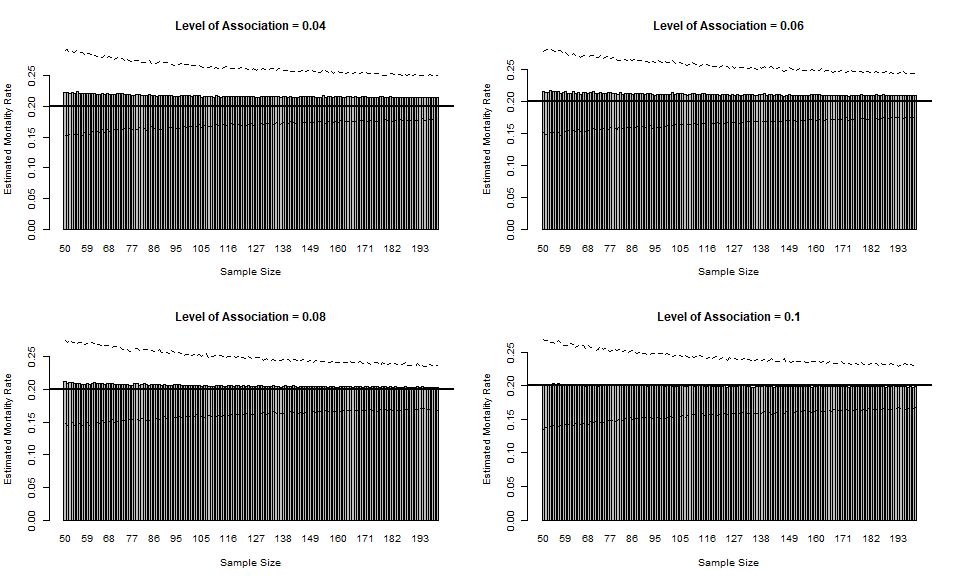 Level of Association = 0.04
Estimated Mortality Rate
0.00 0.05 0.10 0.15 0.20 0.25
50 59 68 77 86 95 105 116 127 138 149 160 171 182 193
Sample Size
Level of Association = 0.06
Estimated Mortality Rate
0.00 0.05 0.10 0.15 0.20 0.25
50 59 68 77 86 95 105 116 127 138 149 160 171 182 193
Sample Size
Level of Association = 0.08
Estimated Mortality Rate
0.00 0.05 0.10 0.15 0.20 0.25
50 59 68 77 86 95 105 116 127 138 149 160 171 182 193
Sample Size
Level of Association = 0.1
Estimated Mortality Rate
0.00 0.05 0.10 0.15 0.20 0.25
50 59 68 77 86 95 105 116 127 138 149 160 171 182 193
Sample Size